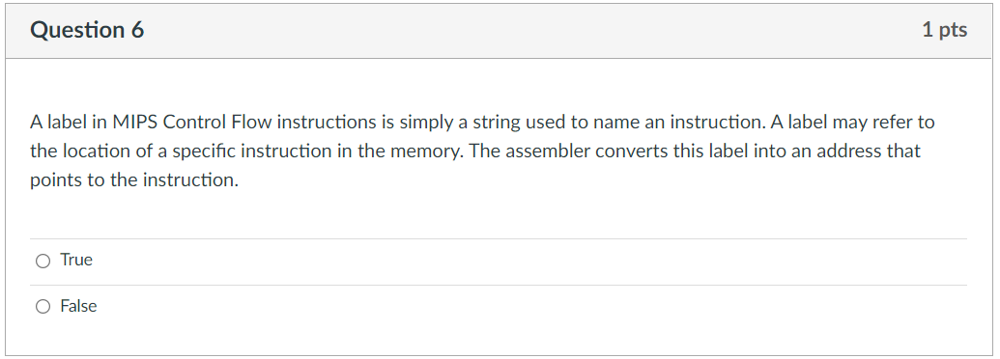 Question 6
1 pts
A label in MIPS Control Flow instructions is simply a string used to name an instruction. A label may refer to
the location of a specific instruction in the memory. The assembler converts this label into an address that
points to the instruction.
True
False